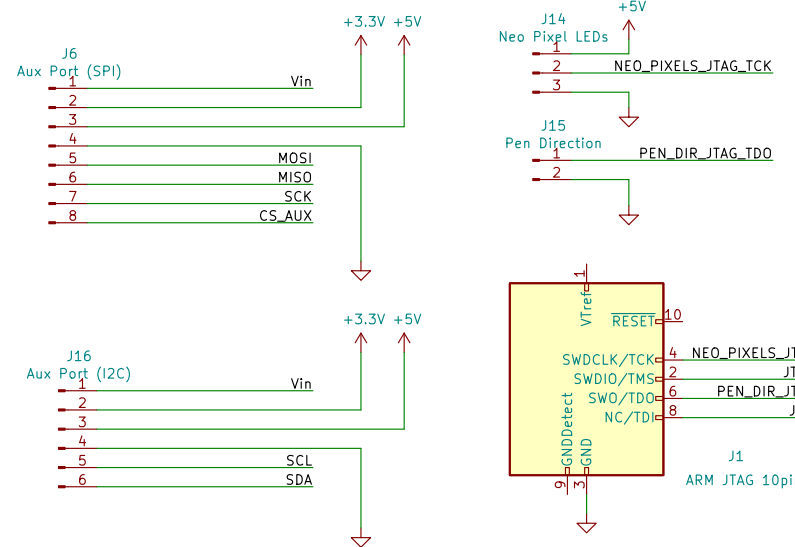 +3.3V +5V
J6
Aux Port (SPI)
1 Vin
2
3
4
5 MOSI
6 MISO
7 SCK
8 CS_AUX
+5V
J14
Neo Pixel LEDs
1
2 NEO_PIXELS_JTAG_TCK
3
J15
Pen Direction
1 PEN_DIR_JTAG_TDO
2
+3.3V +5V
J16
Aux Port (I2C)
1 Vin
2
3
4
5 SCL
6 SDA
1
VTref
RESET 10
SWDCLK/TCK 4 NEO_PIXELS_JT
SWDIO/TMS 2 JT
SWO/TDO 6 PEN_DIR_JT
NC/TDI 8 J
GNDDetect
GND
9 3
J1
ARM JTAG 10pi